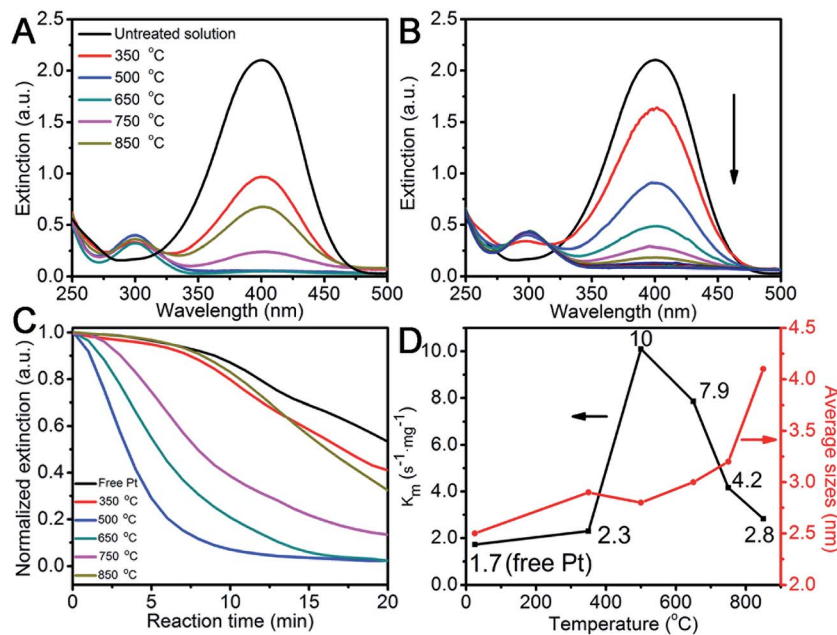 A
Untreated solution
350 °C
500 °C
650 °C
750 °C
850 °C
Extinction (a.u.)
2.5
2.0
1.5
1.0
0.5
0.0
250 300 350 400 450 500
Wavelength (nm)
B
Extinction (a.u.)
2.5
2.0
1.5
1.0
0.5
0.0
250 300 350 400 450 500
Wavelength (nm)
C
Normalized extinction (a.u.)
1.0
0.8
0.6
0.4
0.2
0.0
Free Pt
350 °C
500 °C
650 °C
750 °C
850 °C
0 5 10 15 20
Reaction time (min)
D
Km (s-1·mg-1)
10.0
8.0
6.0
4.0
2.0
0.0
10
7.9
4.2
2.8
2.3
1.7 (free Pt)
4.5
4.0
3.5
3.0
2.5
2.0
Average sizes (nm)
0 200 400 600 800
Temperature (°C)